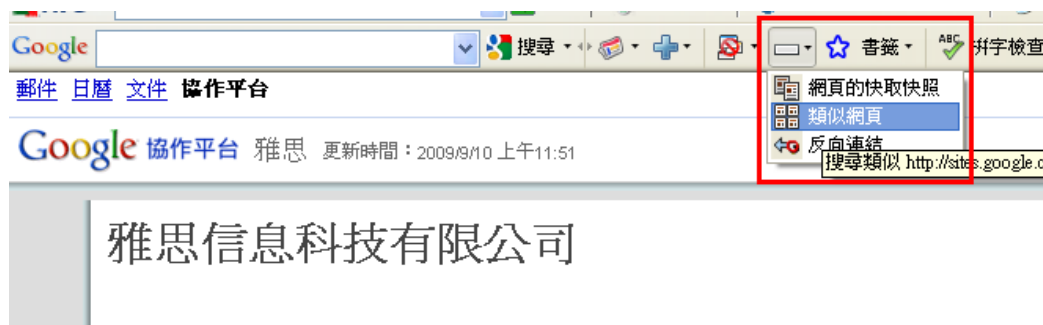 Google 搜尋 書籤 ABC 拼字檢查
郵件 日曆 文件 協作平台
網頁的快取快照
類似網頁
反向連結
搜尋類似 http://sites.google.c
Google 協作平台 雅思 更新時間：2009/9/10 上午11:51
雅思信息科技有限公司